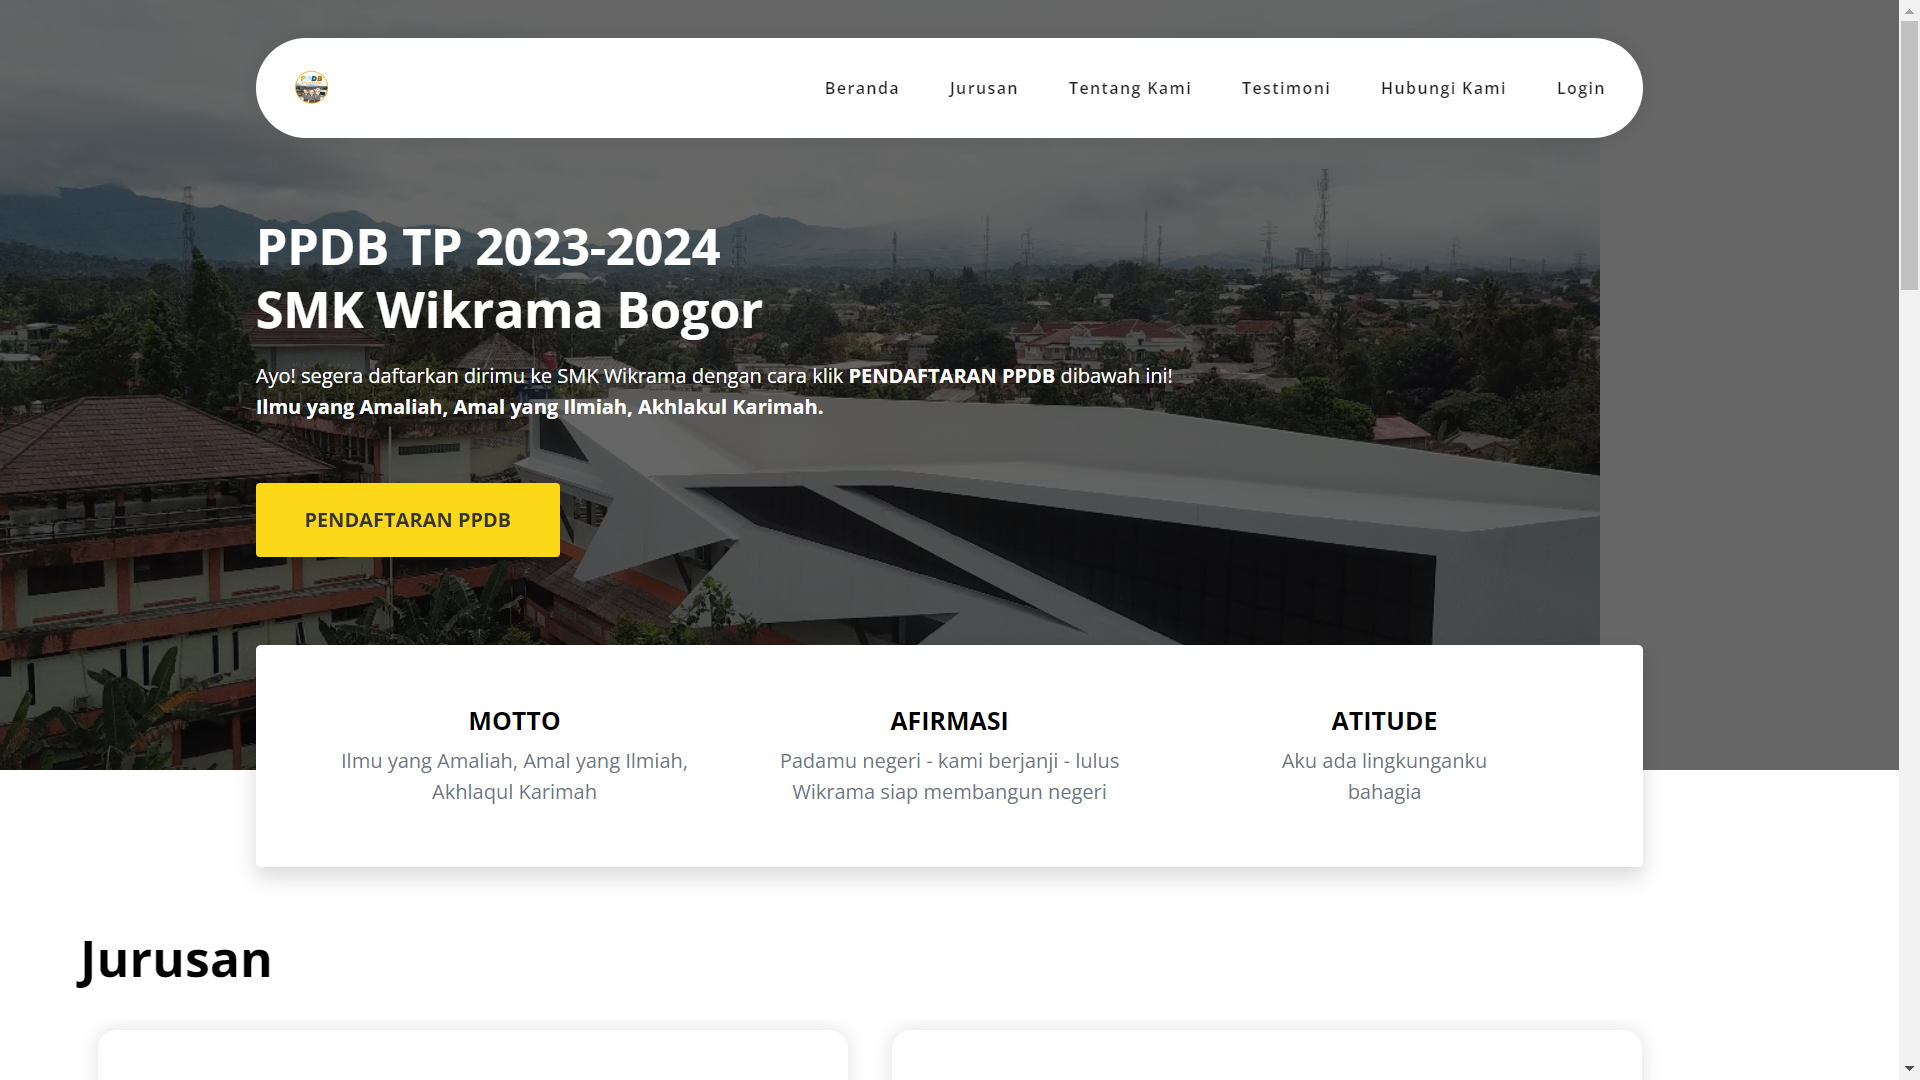 PPDB
Beranda
Jurusan
Tentang Kami
Testimoni
Hubungi Kami
Login
PPDB TP 2023-2024
SMK Wikrama Bogor
Ayo! segera daftarkan dirimu ke SMK Wikrama dengan cara klik PENDAFTARAN PPDB dibawah ini!
Ilmu yang Amaliah, Amal yang Ilmiah, Akhlakul Karimah.
PENDAFTARAN PPDB
MOTTO
Ilmu yang Amaliah, Amal yang Ilmiah,
Akhlaqul Karimah
AFIRMASI
Padamu negeri - kami berjanji - lulus
Wikrama siap membangun negeri
ATITUDE
Aku ada lingkunganku
bahagia
Jurusan